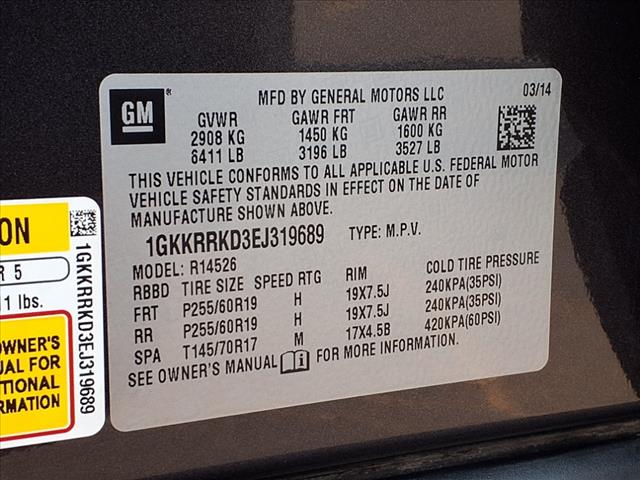 GM
MFD BY GENERAL MOTORS LLC 03/14
GVWR GAWR FRT GAWR RR
2908 KG 1450 KG 1600 KG
6411 LB 3196 LB 3527 LB
THIS VEHICLE CONFORMS TO ALL APPLICABLE U.S. FEDERAL MOTOR
VEHICLE SAFETY STANDARDS IN EFFECT ON THE DATE OF
MANUFACTURE SHOWN ABOVE.
1GKKRRKD3EJ319689 TYPE: M.P.V.
MODEL: R14526
RBBD TIRE SIZE SPEED RTG RIM COLD TIRE PRESSURE
FRT P255/60R19 H 19X7.5J 240KPA(35PSI)
RR P255/60R19 H 19X7.5J 240KPA(35PSI)
SPA T145/70R17 M 17X4.5B 420KPA(60PSI)
SEE OWNER'S MANUAL FOR MORE INFORMATION.
ON
R 5
1 lbs.
OWNER'S
UAL FOR
TIONAL
RMATION
1GKKRRKD3EJ319689